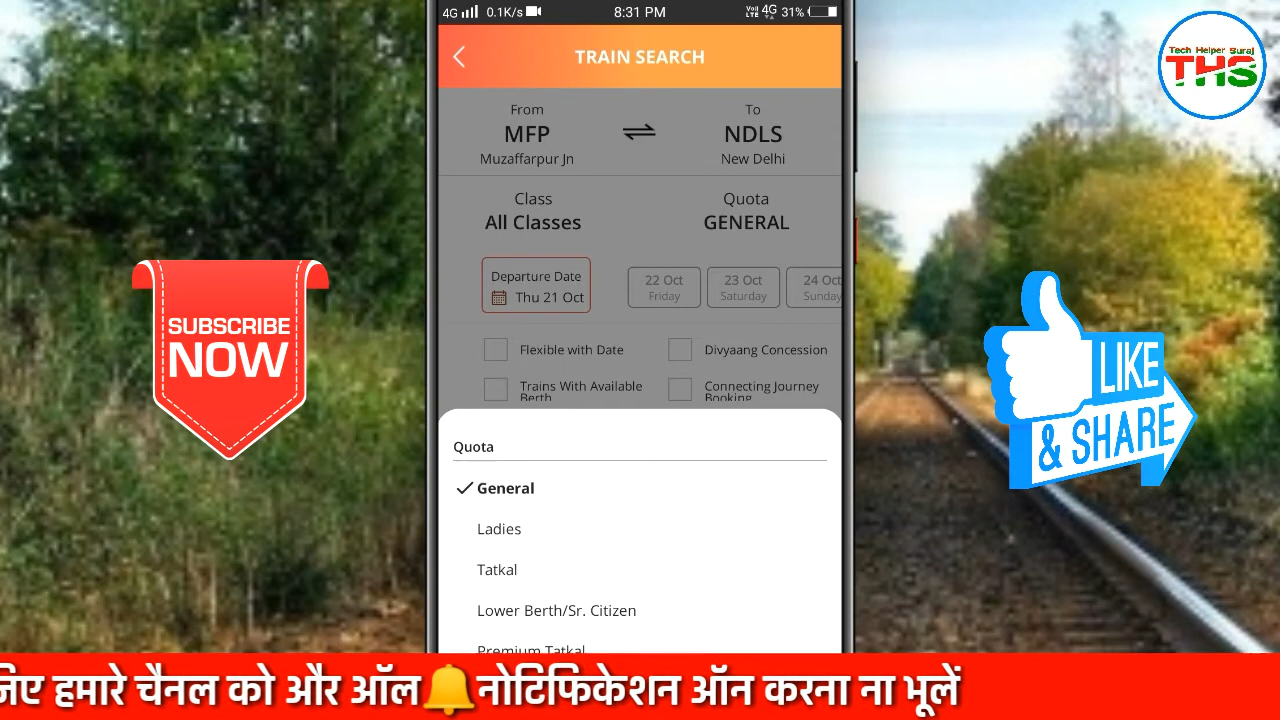 4G 0.1K/s 8:31 PM VoLTE 4G 31%
TRAIN SEARCH
Tech Helper Suraj
THS
From To
MFP NDLS
Muzaffarpur Jn New Delhi
Class Quota
All Classes GENERAL
Departure Date
Thu 21 Oct
22 Oct 23 Oct 24 Oct
Friday Saturday Sunday
Flexible with Date Divyaang Concession
Trains With Available Connecting Journey
Berth Booking
SUBSCRIBE
NOW
LIKE
& SHARE
Quota
General
Ladies
Tatkal
Lower Berth/Sr. Citizen
Premium Tatkal
हमारे चैनल को और ऑल🔔नोटिफिकेशन ऑन करना ना भूलें